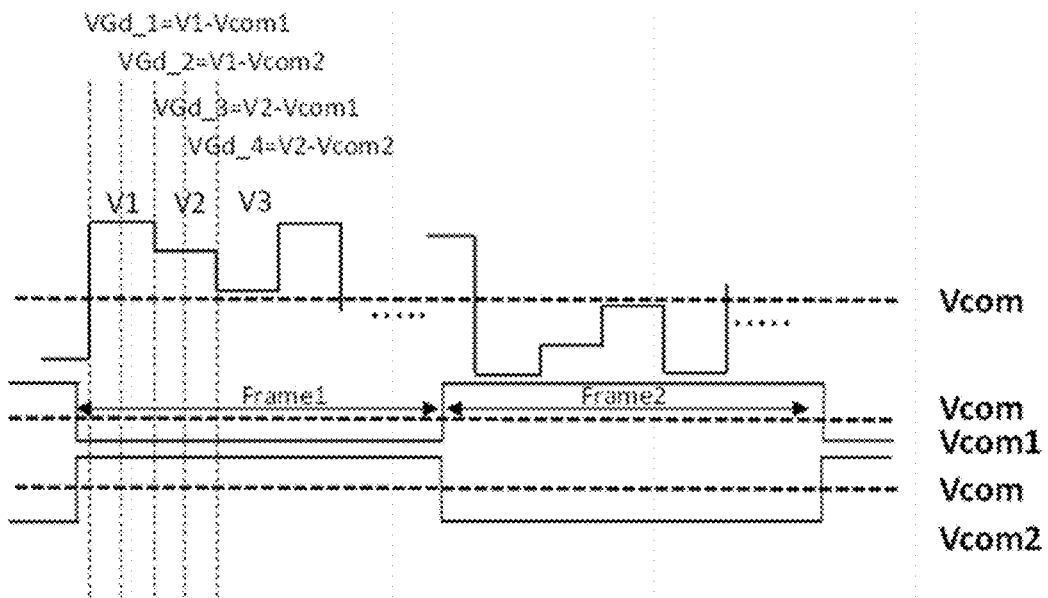 VGd_1=V1-Vcom1
VGd_2=V1-Vcom2
VGd_3=V2-Vcom1
VGd_4=V2-Vcom2
V1 V2 V3
Vcom
Frame1 Frame2
Vcom
Vcom1
Vcom
Vcom2